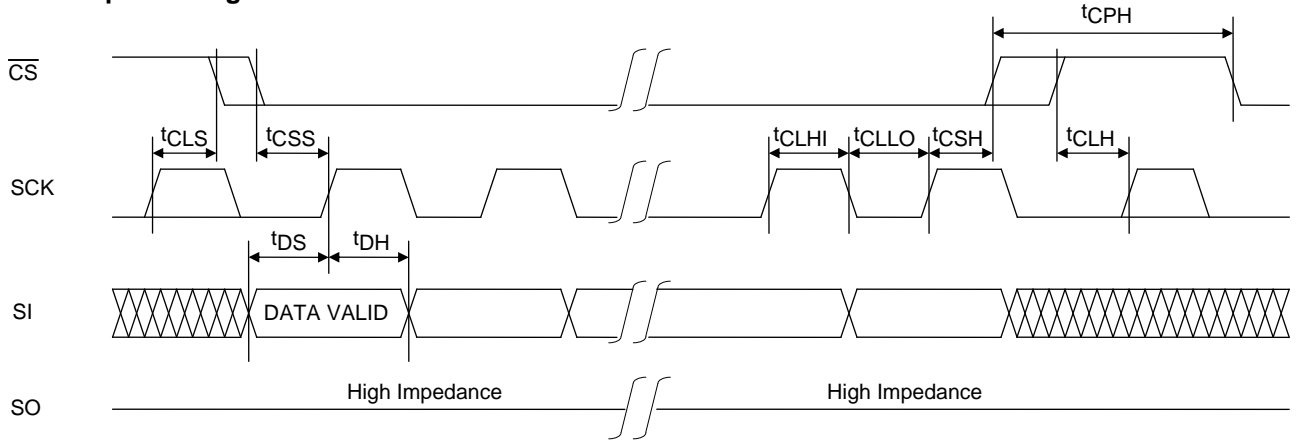 tCPH
CS
tCLS tCSS tCLHI tCLLO tCSH tCLH
SCK
tDS tDH
SI DATA VALID
High Impedance High Impedance
SO